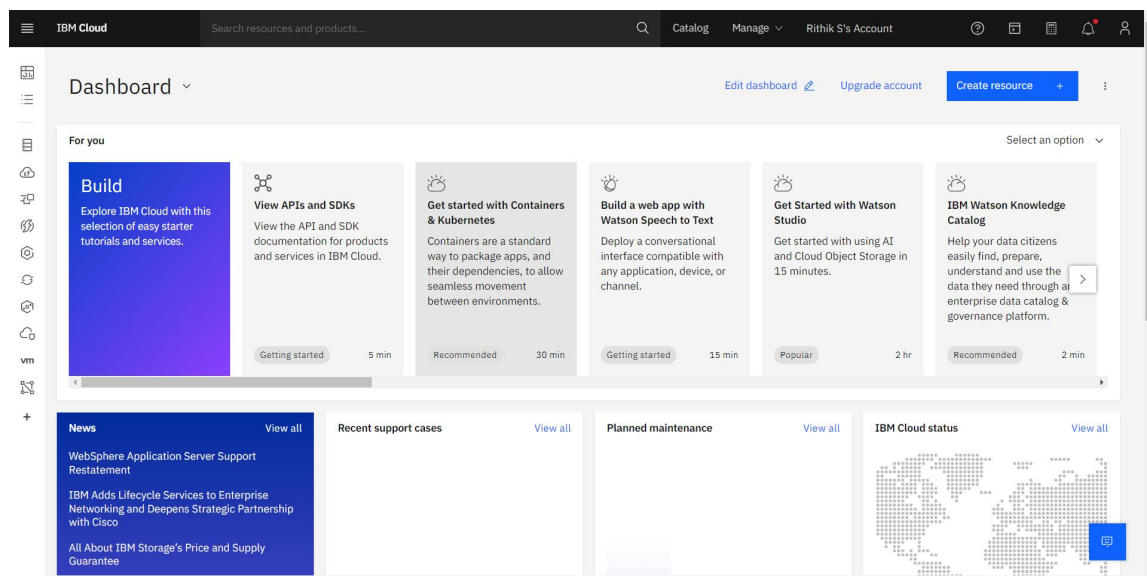 IBM Cloud
Search resources and products...
Catalog
Manage
Rithik S's Account
Dashboard
Edit dashboard
Upgrade account
Create resource +
For you
Select an option
Build
Explore IBM Cloud with this
selection of easy starter
tutorials and services.
View APIs and SDKs
View the API and SDK
documentation for products
and services in IBM Cloud.
Getting started
5 min
Get started with Containers
& Kubernetes
Containers are a standard
way to package apps, and
their dependencies, to allow
seamless movement
between environments.
Recommended
30 min
Build a web app with
Watson Speech to Text
Deploy a conversational
interface compatible with
any application, device, or
channel.
Getting started
15 min
Get Started with Watson
Studio
Get started with using AI
and Cloud Object Storage in
15 minutes.
Popular
2 hr
IBM Watson Knowledge
Catalog
Help your data citizens
easily find, prepare,
understand and use the
data they need through
enterprise data catalog &
governance platform.
Recommended
2 min
vm
+
News
View all
WebSphere Application Server Support
Restatement
IBM Adds Lifecycle Services to Enterprise
Networking and Deepens Strategic Partnership
with Cisco
All About IBM Storage's Price and Supply
Guarantee
Recent support cases
View all
Planned maintenance
View all
IBM Cloud status
View all